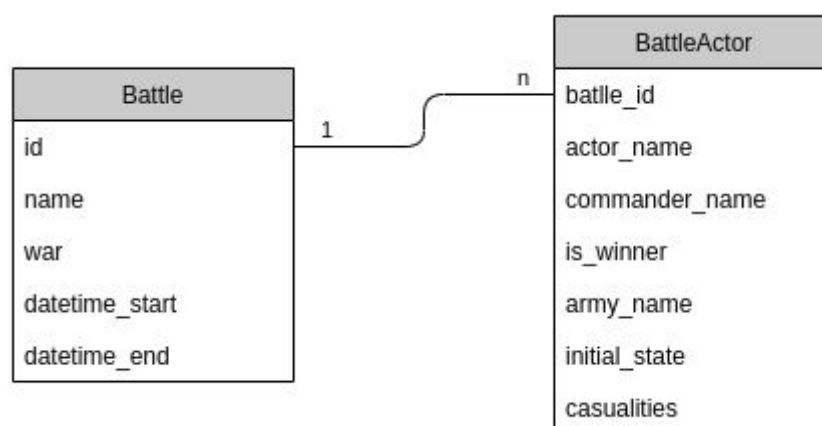 Battle
id
name
war
datetime_start
datetime_end
1
n
BattleActor
batlle_id
actor_name
commander_name
is_winner
army_name
initial_state
casualities